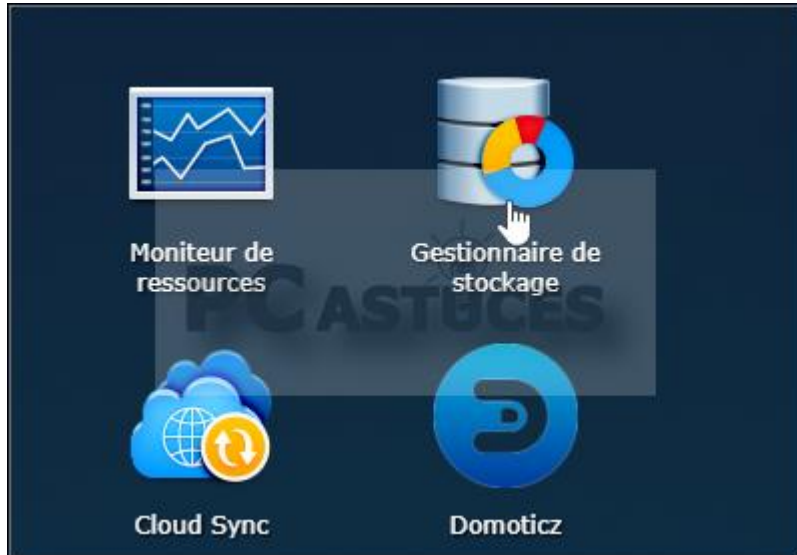 Moniteur de
ressources
Gestionnaire de
stockage
PC ASTUCES
Cloud Sync
Domoticz